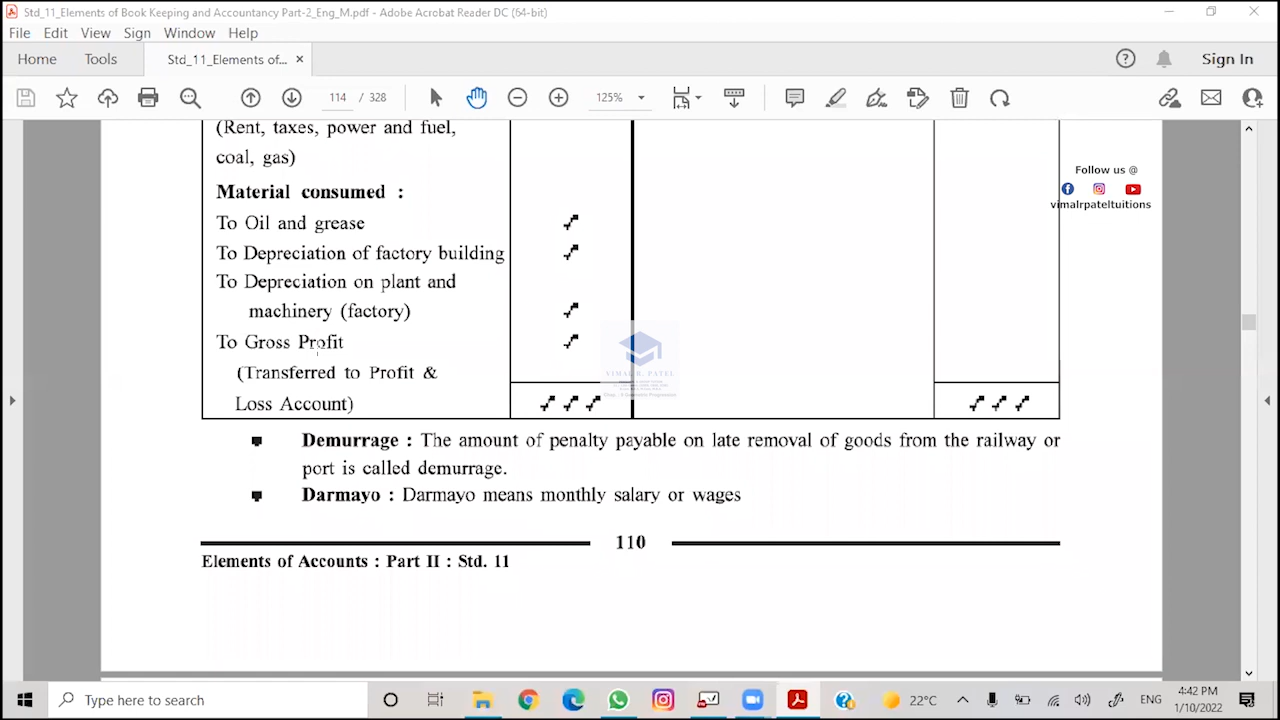 Std_11_Elements of Book Keeping and Accountancy Part-2_Eng_M.pdf - Adobe Acrobat Reader DC (64-bit)
File Edit View Sign Window Help
Home Tools Std_11_Elements of... Sign In
114 / 328 125%
(Rent, taxes, power and fuel,
coal, gas)
Follow us @
vimalrpateltuitions
Material consumed :
To Oil and grease
To Depreciation of factory building
To Depreciation on plant and
machinery (factory)
To Gross Profit
(Transferred to Profit &
Loss Account)
VIMAL R. PATEL
Demurrage : The amount of penalty payable on late removal of goods from the railway or
port is called demurrage.
Darmayo : Darmayo means monthly salary or wages
110
Elements of Accounts : Part II : Std. 11
Type here to search
22°C ENG 4:42 PM
1/10/2022